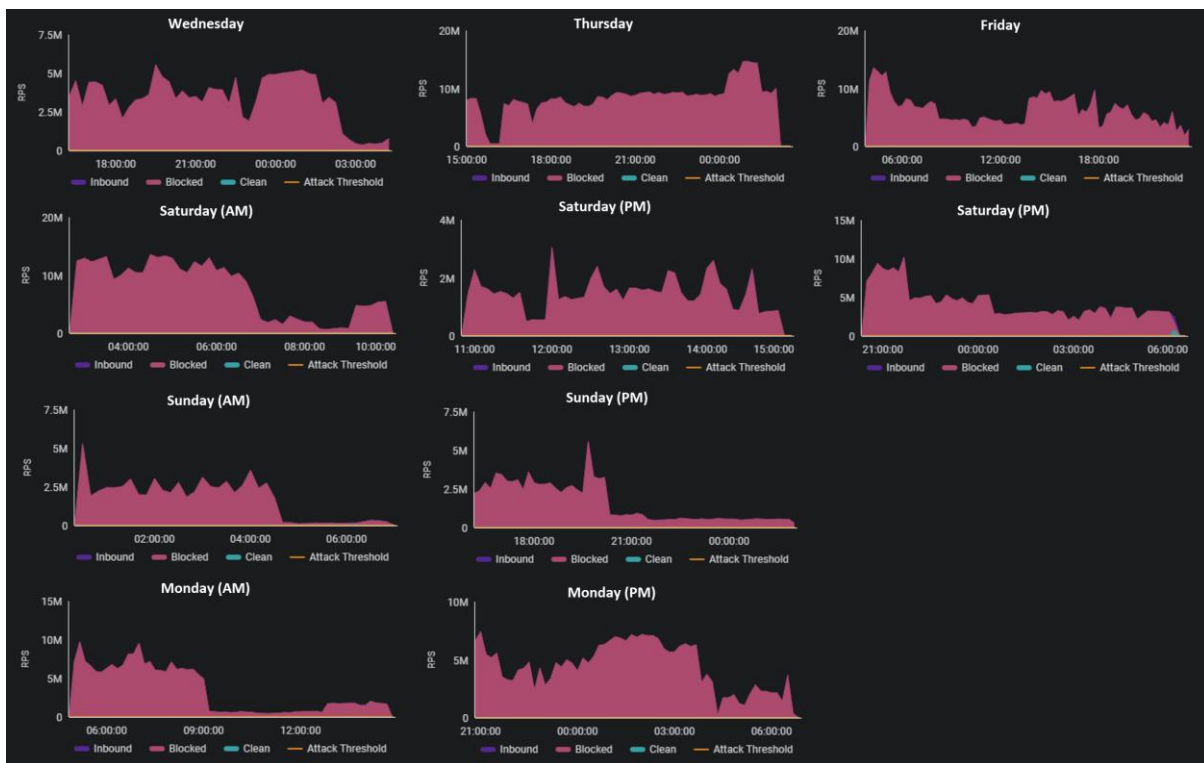 Wednesday
7.5M
5M
2.5M
0
RPS
18:00:00 21:00:00 00:00:00 03:00:00
Inbound Blocked Clean Attack Threshold
Thursday
20M
10M
0
RPS
15:00:00 18:00:00 21:00:00 00:00:00
Inbound Blocked Clean Attack Threshold
Friday
20M
10M
0
RPS
06:00:00 12:00:00 18:00:00
Inbound Blocked Clean Attack Threshold
Saturday (AM)
20M
10M
0
RPS
04:00:00 06:00:00 08:00:00 10:00:00
Inbound Blocked Clean Attack Threshold
Saturday (PM)
4M
2M
0
RPS
11:00:00 12:00:00 13:00:00 14:00:00 15:00:00
Inbound Blocked Clean Attack Threshold
Saturday (PM)
15M
10M
5M
0
RPS
21:00:00 00:00:00 03:00:00 06:00:00
Inbound Blocked Clean Attack Threshold
Sunday (AM)
7.5M
5M
2.5M
0
RPS
02:00:00 04:00:00 06:00:00
Inbound Blocked Clean Attack Threshold
Sunday (PM)
7.5M
5M
2.5M
0
RPS
18:00:00 21:00:00 00:00:00
Inbound Blocked Clean Attack Threshold
Monday (AM)
15M
10M
5M
0
RPS
06:00:00 09:00:00 12:00:00
Inbound Blocked Clean Attack Threshold
Monday (PM)
10M
5M
0
RPS
21:00:00 00:00:00 03:00:00 06:00:00
Inbound Blocked Clean Attack Threshold